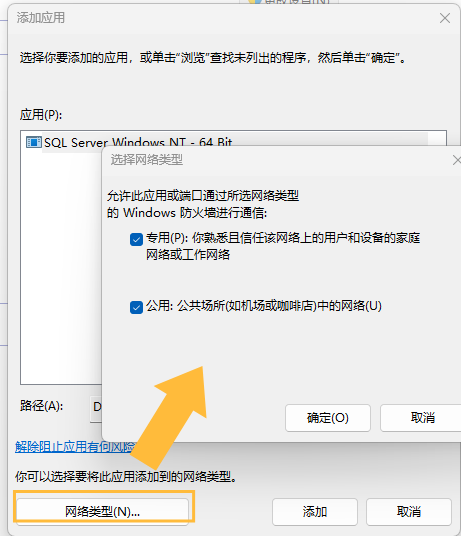 添加应用
选择你要添加的应用，或单击“浏览”查找未列出的程序，然后单击“确定”。
应用(P):
SQL Server Windows NT - 64 Bit
选择网络类型
允许此应用或端口通过所选网络类型
的 Windows 防火墙进行通信:
专用(P): 你熟悉且信任该网络上的用户和设备的家庭
网络或工作网络
公用: 公共场所(如机场或咖啡店)中的网络(U)
确定(O)
取消
路径(A):
D
解除阻止应用有何风险
你可以选择要将此应用添加到的网络类型。
网络类型(N)...
添加
取消